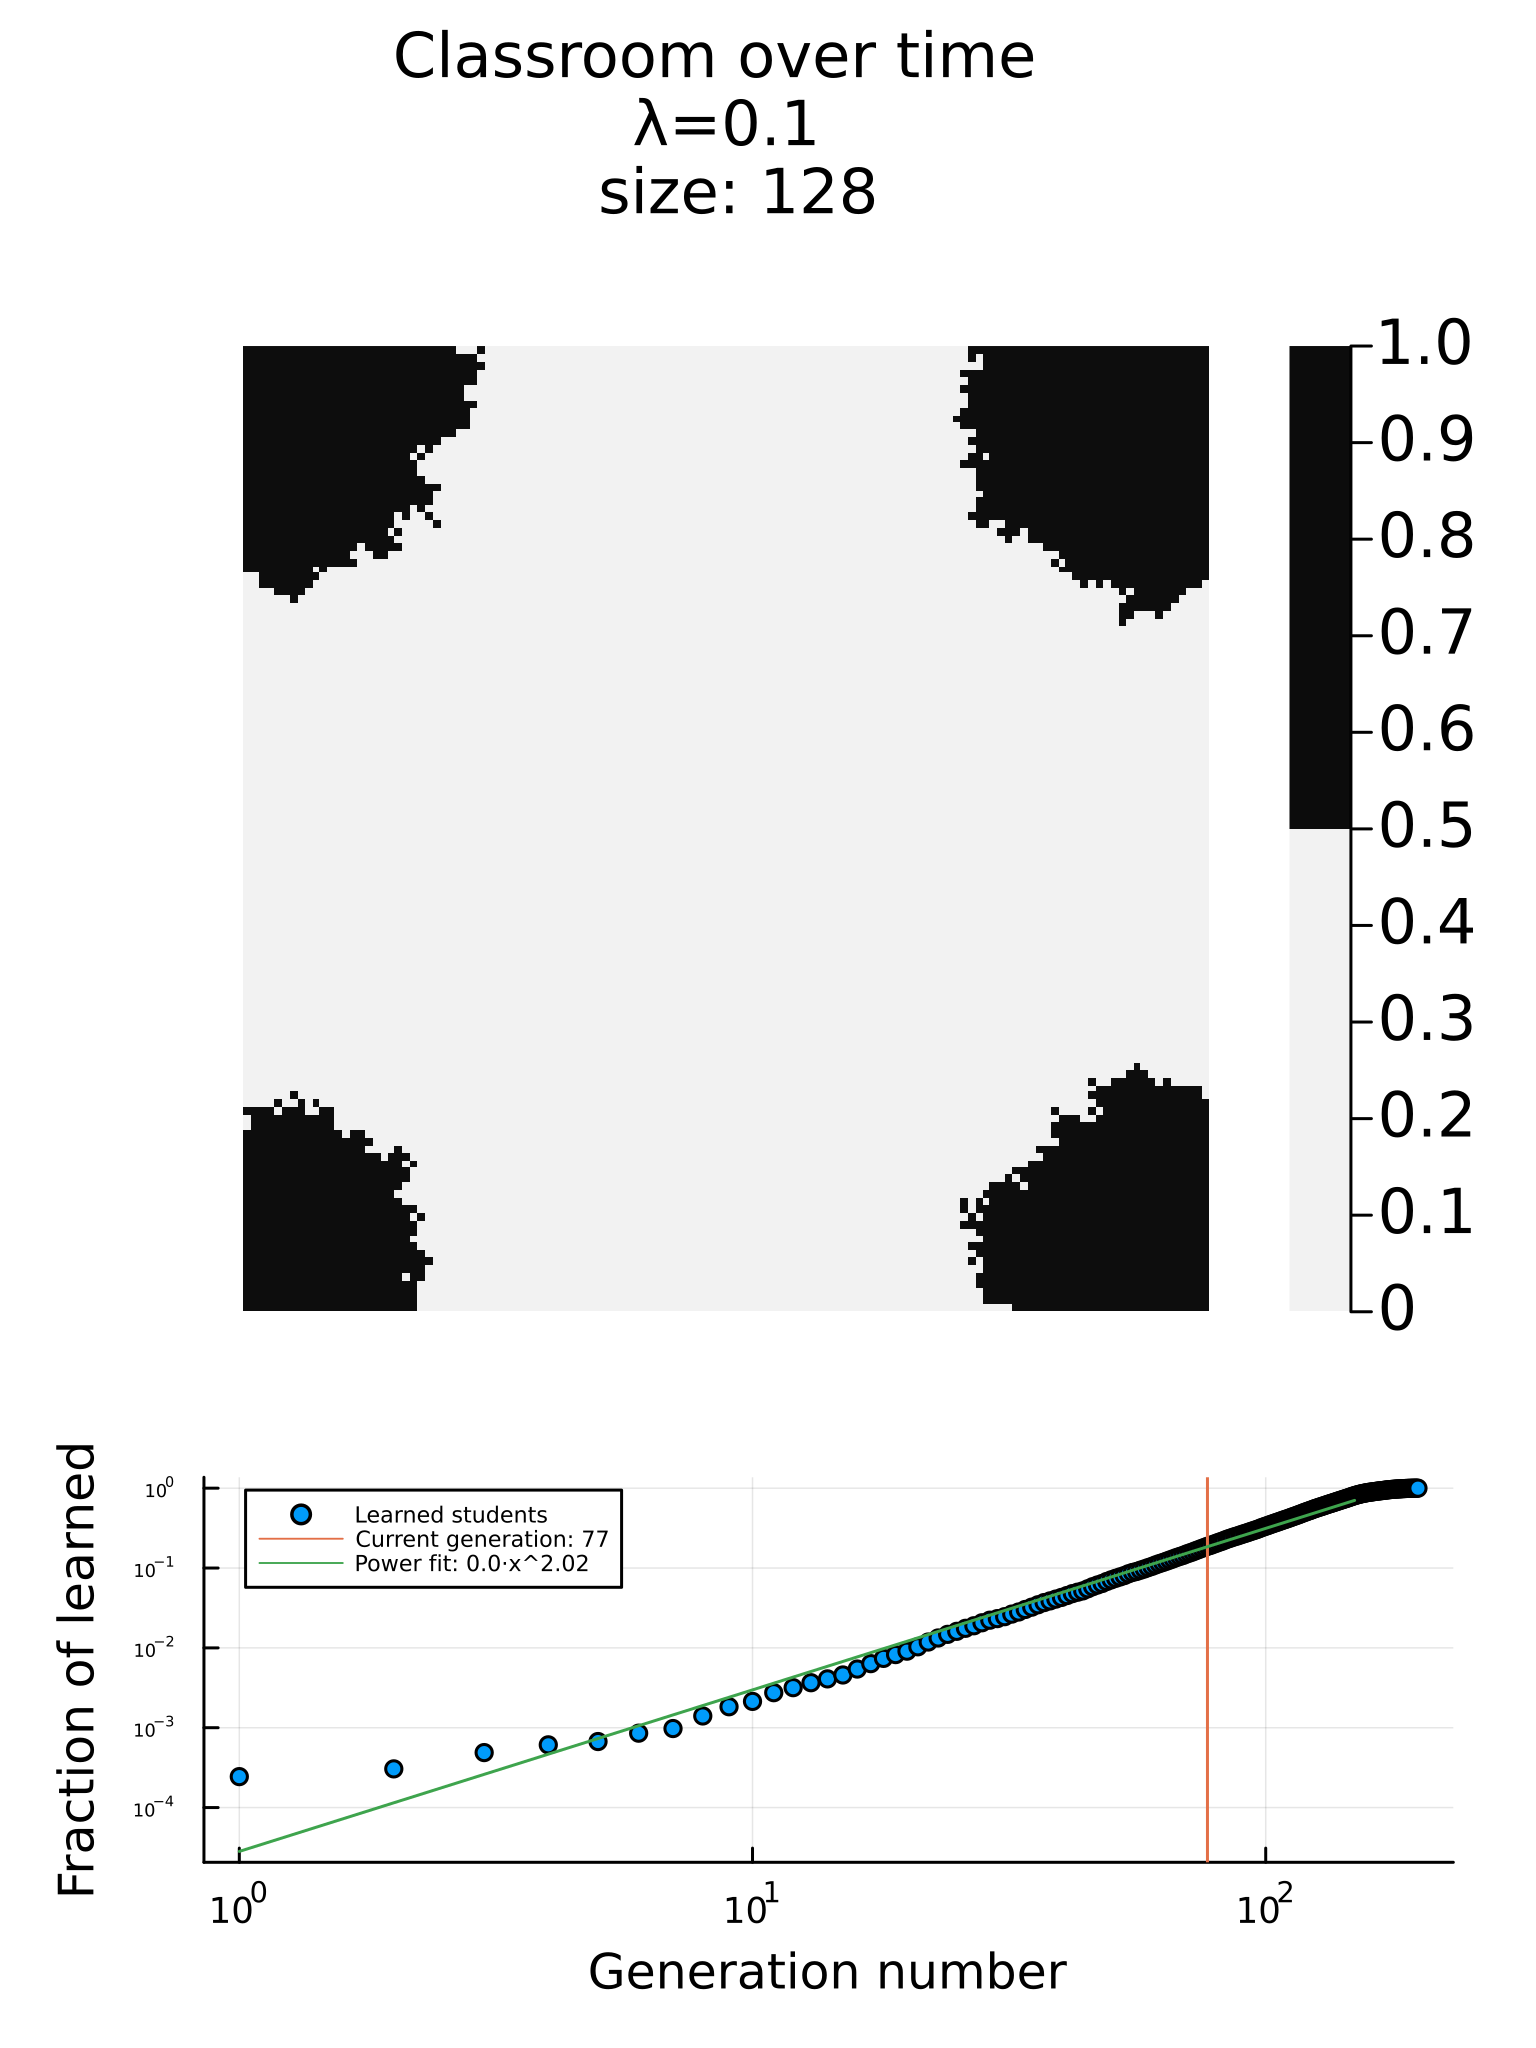 Classroom over time
λ=0.1
size: 128
1.0
0.9
0.8
0.7
0.6
0.5
0.4
0.3
0.2
0.1
0
Fraction of learned
10^0
10^-1
10^-2
10^-3
10^-4
Learned students
Current generation: 77
Power fit: 0.0·x^2.02
10^0
10^1
10^2
Generation number